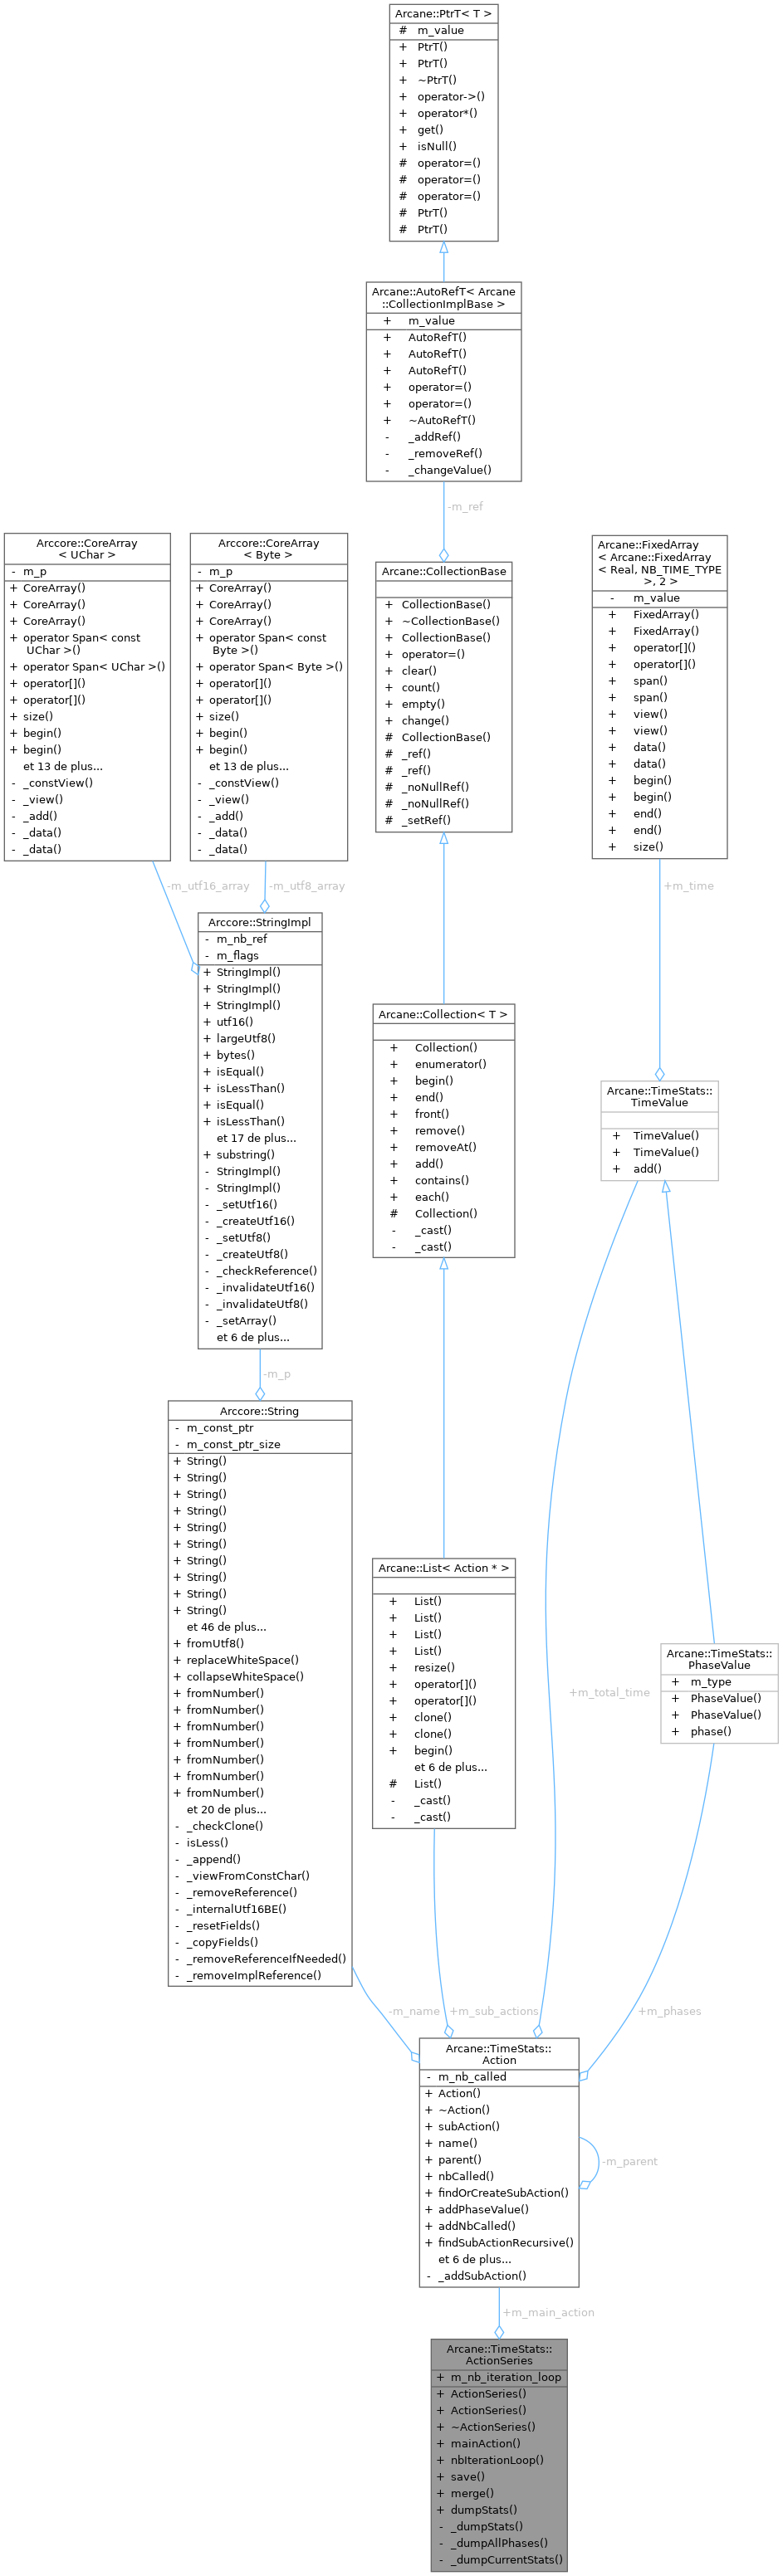 Arcane::PtrT< T >
# m_value
+ PtrT()
+ PtrT()
+ ~PtrT()
+ operator->()
+ operator*()
+ get()
+ isNull()
# operator=()
# operator=()
# operator=()
# PtrT()
# PtrT()
Arcane::AutoRefT< Arcane
::CollectionImplBase >
+ m_value
+ AutoRefT()
+ AutoRefT()
+ AutoRefT()
+ operator=()
+ operator=()
+ ~AutoRefT()
- _addRef()
- _removeRef()
- _changeValue()
-m_ref
Arccore::CoreArray
< UChar >
- m_p
+ CoreArray()
+ CoreArray()
+ CoreArray()
+ operator Span< const
UChar >()
+ operator Span< UChar >()
+ operator[]()
+ operator[]()
+ size()
+ begin()
+ begin()
et 13 de plus...
- _constView()
- _view()
- _add()
- _data()
- _data()
Arccore::CoreArray
< Byte >
- m_p
+ CoreArray()
+ CoreArray()
+ CoreArray()
+ operator Span< const
Byte >()
+ operator Span< Byte >()
+ operator[]()
+ operator[]()
+ size()
+ begin()
+ begin()
et 13 de plus...
- _constView()
- _view()
- _add()
- _data()
- _data()
Arcane::CollectionBase
+ CollectionBase()
+ ~CollectionBase()
+ CollectionBase()
+ operator=()
+ clear()
+ count()
+ empty()
+ change()
# CollectionBase()
# _ref()
# _ref()
# _noNullRef()
# _noNullRef()
# _setRef()
Arcane::FixedArray
< Arcane::FixedArray
< Real, NB_TIME_TYPE
>, 2 >
- m_value
+ FixedArray()
+ FixedArray()
+ operator[]()
+ operator[]()
+ span()
+ span()
+ view()
+ view()
+ data()
+ data()
+ begin()
+ begin()
+ end()
+ end()
+ size()
-m_utf16_array
-m_utf8_array
+m_time
Arccore::StringImpl
- m_nb_ref
- m_flags
+ StringImpl()
+ StringImpl()
+ StringImpl()
+ utf16()
+ largeUtf8()
+ bytes()
+ isEqual()
+ isLessThan()
+ isEqual()
+ isLessThan()
et 17 de plus...
+ substring()
- StringImpl()
- StringImpl()
- _setUtf16()
- _createUtf16()
- _setUtf8()
- _createUtf8()
- _checkReference()
- _invalidateUtf16()
- _invalidateUtf8()
- _setArray()
et 6 de plus...
Arcane::Collection< T >
+ Collection()
+ enumerator()
+ begin()
+ end()
+ front()
+ remove()
+ removeAt()
+ add()
+ contains()
+ each()
# Collection()
- _cast()
- _cast()
Arcane::TimeStats::
TimeValue
+ TimeValue()
+ TimeValue()
+ add()
-m_p
Arccore::String
- m_const_ptr
- m_const_ptr_size
+ String()
+ String()
+ String()
+ String()
+ String()
+ String()
+ String()
+ String()
+ String()
+ String()
et 46 de plus...
+ fromUtf8()
+ replaceWhiteSpace()
+ collapseWhiteSpace()
+ fromNumber()
+ fromNumber()
+ fromNumber()
+ fromNumber()
+ fromNumber()
+ fromNumber()
+ fromNumber()
et 20 de plus...
- _checkClone()
- isLess()
- _append()
- _viewFromConstChar()
- _removeReference()
- _internalUtf16BE()
- _resetFields()
- _copyFields()
- _removeReferenceIfNeeded()
- _removeImplReference()
Arcane::List< Action * >
+ List()
+ List()
+ List()
+ List()
+ resize()
+ operator[]()
+ operator[]()
+ clone()
+ clone()
+ begin()
et 6 de plus...
# List()
- _cast()
- _cast()
+m_total_time
Arcane::TimeStats::
PhaseValue
+ m_type
+ PhaseValue()
+ PhaseValue()
+ phase()
-m_name
+m_sub_actions
+m_phases
Arcane::TimeStats::
Action
- m_nb_called
+ Action()
+ ~Action()
+ subAction()
+ name()
+ parent()
+ nbCalled()
+ findOrCreateSubAction()
+ addPhaseValue()
+ addNbCalled()
+ findSubActionRecursive()
et 6 de plus...
- _addSubAction()
-m_parent
+m_main_action
Arcane::TimeStats::
ActionSeries
+ m_nb_iteration_loop
+ ActionSeries()
+ ActionSeries()
+ ~ActionSeries()
+ mainAction()
+ nbIterationLoop()
+ save()
+ merge()
+ dumpStats()
- _dumpStats()
- _dumpAllPhases()
- _dumpCurrentStats()